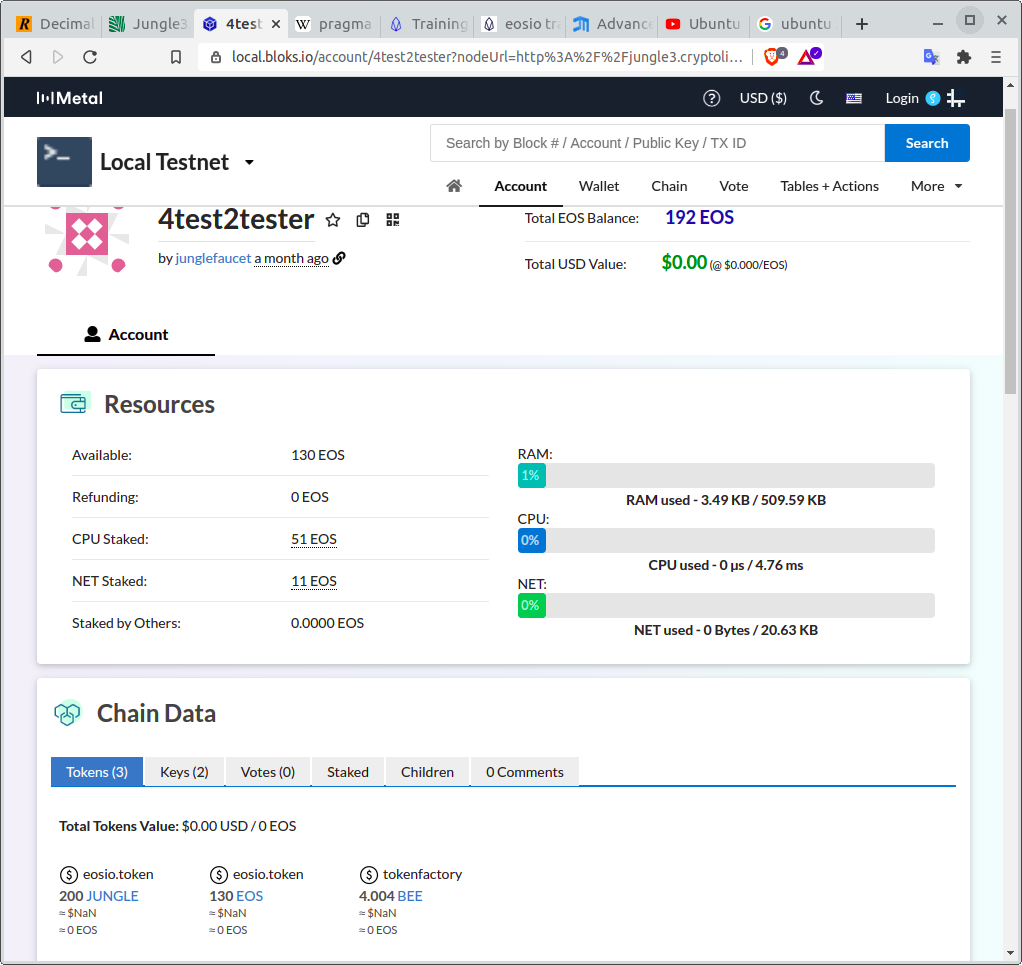 Decimal
Jungle3
4test
pragma
Training
eosio tra
Advance
Ubuntu
ubuntu
local.bloks.io/account/4test2tester?nodeUrl=http%3A%2F%2Fjungle3.cryptoli...
4
Metal
USD ($)
Login
Local Testnet
Search by Block # / Account / Public Key / TX ID
Search
Account
Wallet
Chain
Vote
Tables + Actions
More
4test2tester
Total EOS Balance: 192 EOS
by junglefaucet a month ago
Total USD Value: $0.00 (@ $0.000/EOS)
Account
Resources
Available: 130 EOS
Refunding: 0 EOS
CPU Staked: 51 EOS
NET Staked: 11 EOS
Staked by Others: 0.0000 EOS
RAM:
1%
RAM used - 3.49 KB / 509.59 KB
CPU:
0%
CPU used - 0 µs / 4.76 ms
NET:
0%
NET used - 0 Bytes / 20.63 KB
Chain Data
Tokens (3)
Keys (2)
Votes (0)
Staked
Children
0 Comments
Total Tokens Value: $0.00 USD / 0 EOS
eosio.token
200 JUNGLE
≈ $NaN
≈ 0 EOS
eosio.token
130 EOS
≈ $NaN
≈ 0 EOS
tokenfactory
4.004 BEE
≈ $NaN
≈ 0 EOS